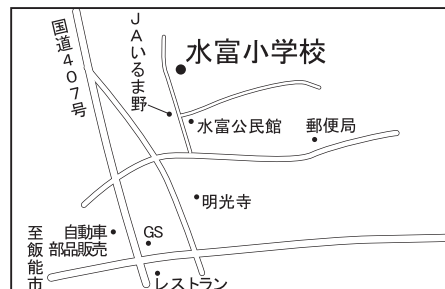 国道407号
JAいるま野
水富小学校
水富公民館
郵便局
明光寺
自動車
部品販売
GS
至飯能市
レストラン